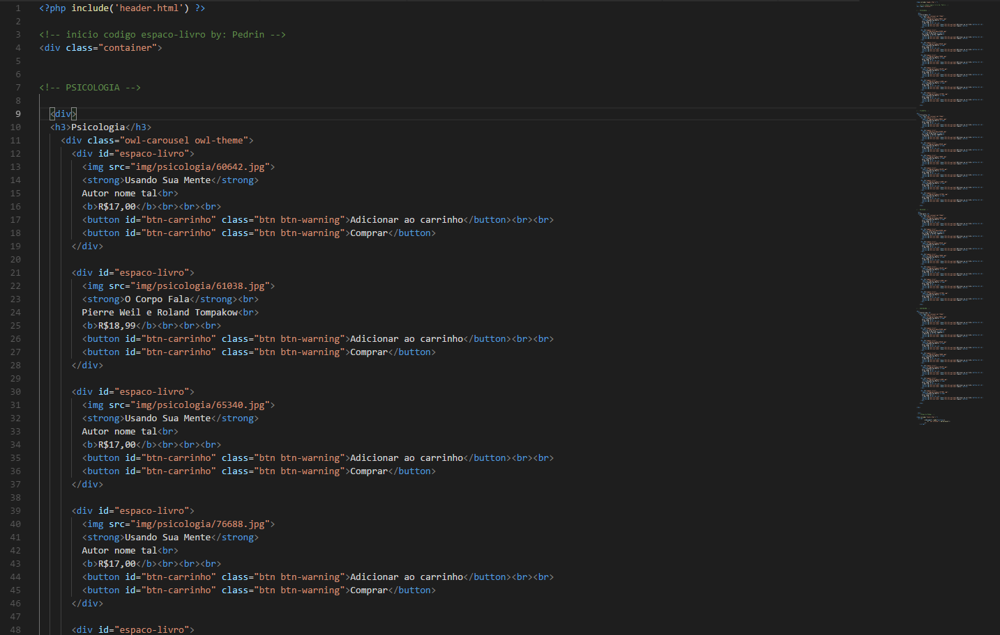 1 <?php include('header.html') ?>
2
3 <!-- inicio codigo espaco-livro by: Pedrin -->
4 <div class="container">
5
6
7 <!-- PSICOLOGIA -->
8
9 <div>
10 <h3>Psicologia</h3>
11 <div class="owl-carousel owl-theme">
12 <div id="espaco-livro">
13 <img src="img/psicologia/60642.jpg">
14 <strong>Usando Sua Mente</strong>
15 Autor nome tal<br>
16 <b>R$17,00</b><br><br><br>
17 <button id="btn-carrinho" class="btn btn-warning">Adicionar ao carrinho</button><br><br>
18 <button id="btn-carrinho" class="btn btn-warning">Comprar</button>
19 </div>
20
21 <div id="espaco-livro">
22 <img src="img/psicologia/61038.jpg">
23 <strong>O Corpo Fala</strong><br>
24 Pierre Weil e Roland Tompakow<br>
25 <b>R$18,99</b><br><br><br>
26 <button id="btn-carrinho" class="btn btn-warning">Adicionar ao carrinho</button><br><br>
27 <button id="btn-carrinho" class="btn btn-warning">Comprar</button>
28 </div>
29
30 <div id="espaco-livro">
31 <img src="img/psicologia/65340.jpg">
32 <strong>Usando Sua Mente</strong>
33 Autor nome tal<br>
34 <b>R$17,00</b><br><br><br>
35 <button id="btn-carrinho" class="btn btn-warning">Adicionar ao carrinho</button><br><br>
36 <button id="btn-carrinho" class="btn btn-warning">Comprar</button>
37 </div>
38
39 <div id="espaco-livro">
40 <img src="img/psicologia/76688.jpg">
41 <strong>Usando Sua Mente</strong>
42 Autor nome tal<br>
43 <b>R$17,00</b><br><br><br>
44 <button id="btn-carrinho" class="btn btn-warning">Adicionar ao carrinho</button><br><br>
45 <button id="btn-carrinho" class="btn btn-warning">Comprar</button>
46 </div>
47
48 <div id="espaco-livro">